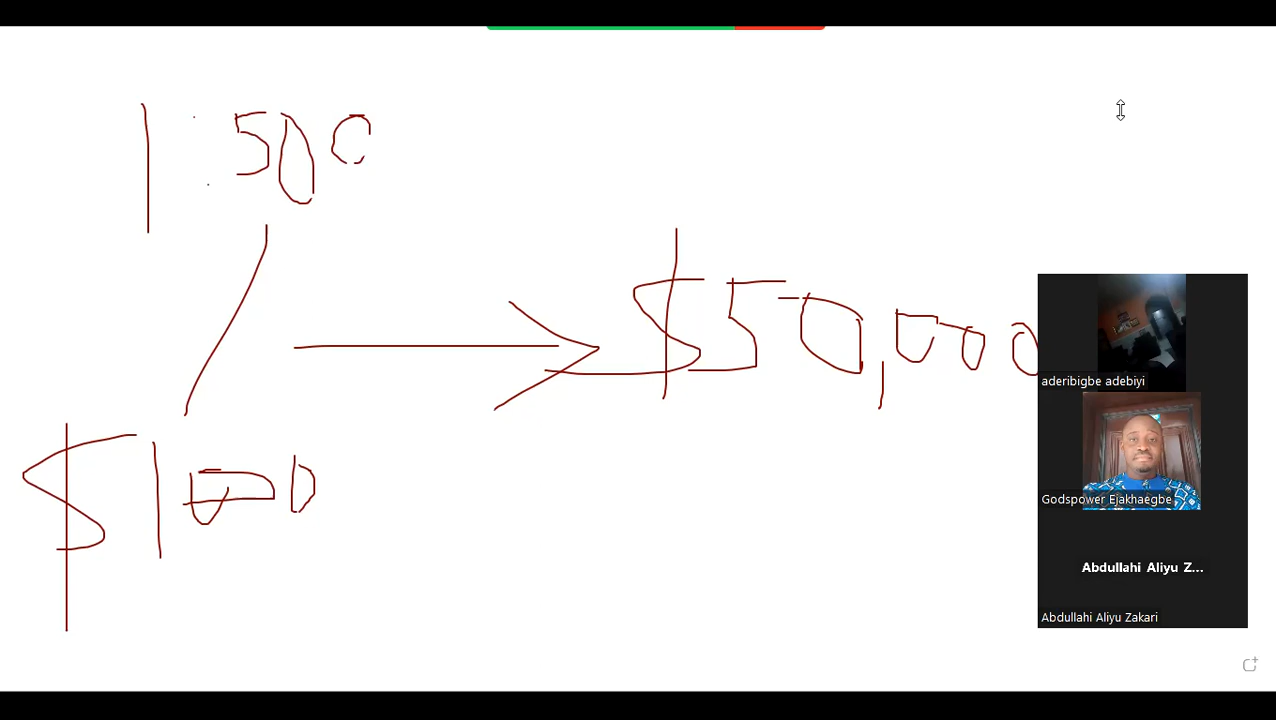 1 : 500
$50,000
$100
aderibigbe adebiyi
Godspower Ejakhaegbe
Abdullahi Aliyu Z...
Abdullahi Aliyu Zakari